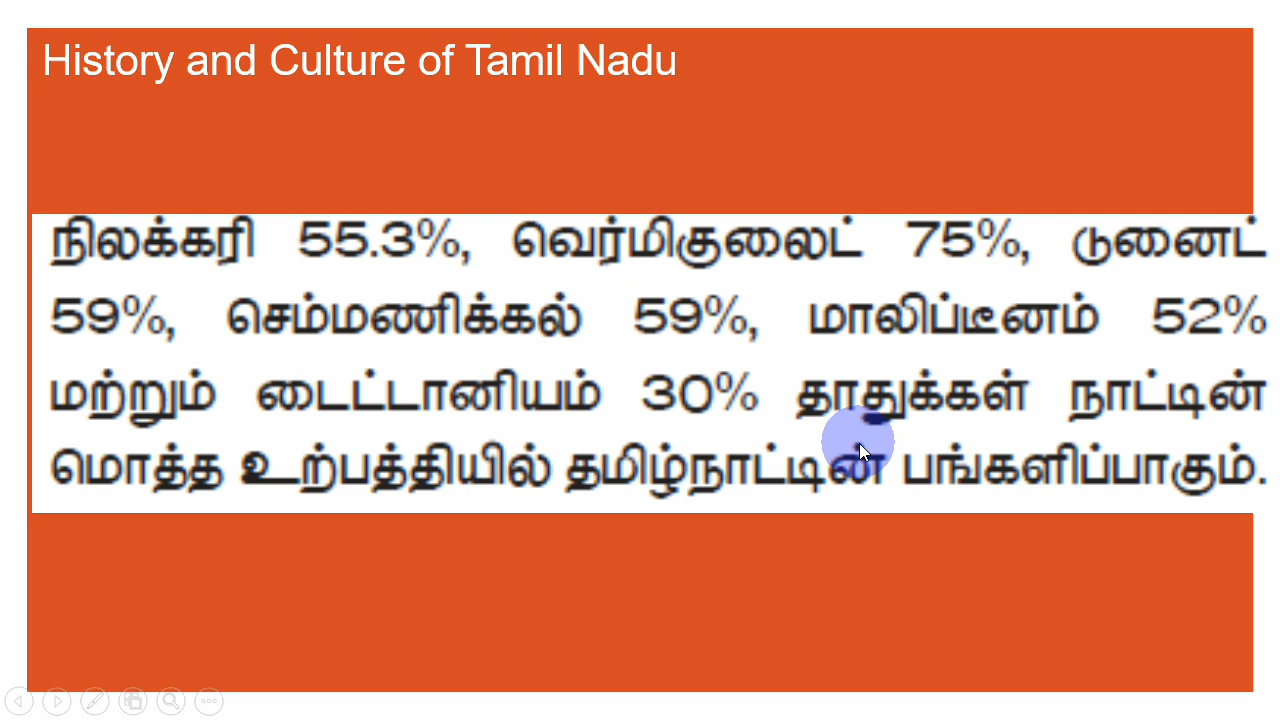 History and Culture of Tamil Nadu
நிலக்கரி 55.3%, வெர்மிகுலைட் 75%, டுனைட்
59%, செம்மணிக்கல் 59%, மாலிப்டீனம் 52%
மற்றும் டைட்டானியம் 30% தாதுக்கள் நாட்டின்
மொத்த உற்பத்தியில் தமிழ்நாட்டின் பங்களிப்பாகும்.